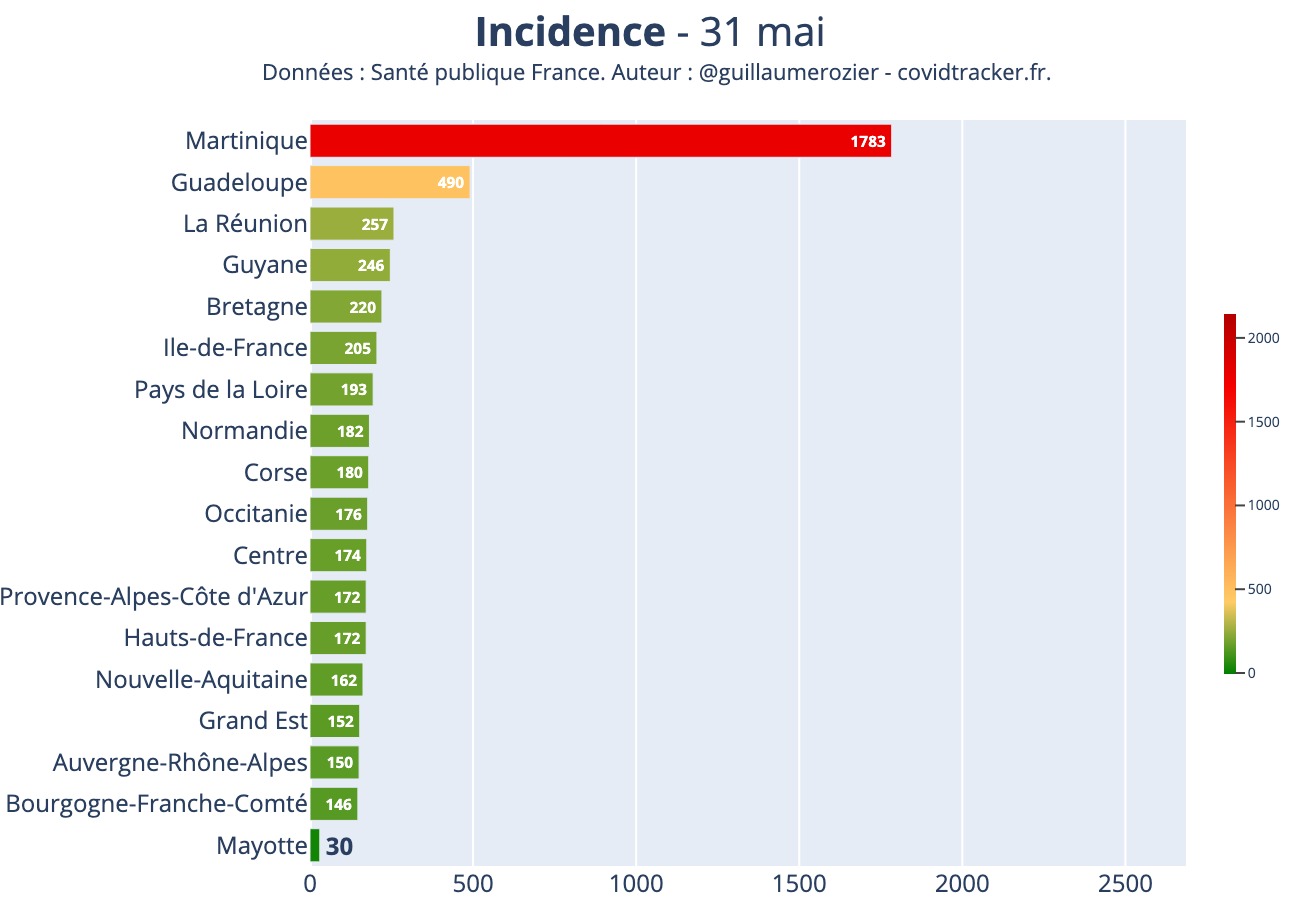 Incidence - 31 mai
Données : Santé publique France. Auteur : @guillaumerozier - covidtracker.fr.
Martinique 1783
Guadeloupe 490
La Réunion 257
Guyane 246
Bretagne 220
Ile-de-France 205
Pays de la Loire 193
Normandie 182
Corse 180
Occitanie 176
Centre 174
Provence-Alpes-Côte d'Azur 172
Hauts-de-France 172
Nouvelle-Aquitaine 162
Grand Est 152
Auvergne-Rhône-Alpes 150
Bourgogne-Franche-Comté 146
Mayotte 30
0 500 1000 1500 2000 2500
2000
1500
1000
500
0